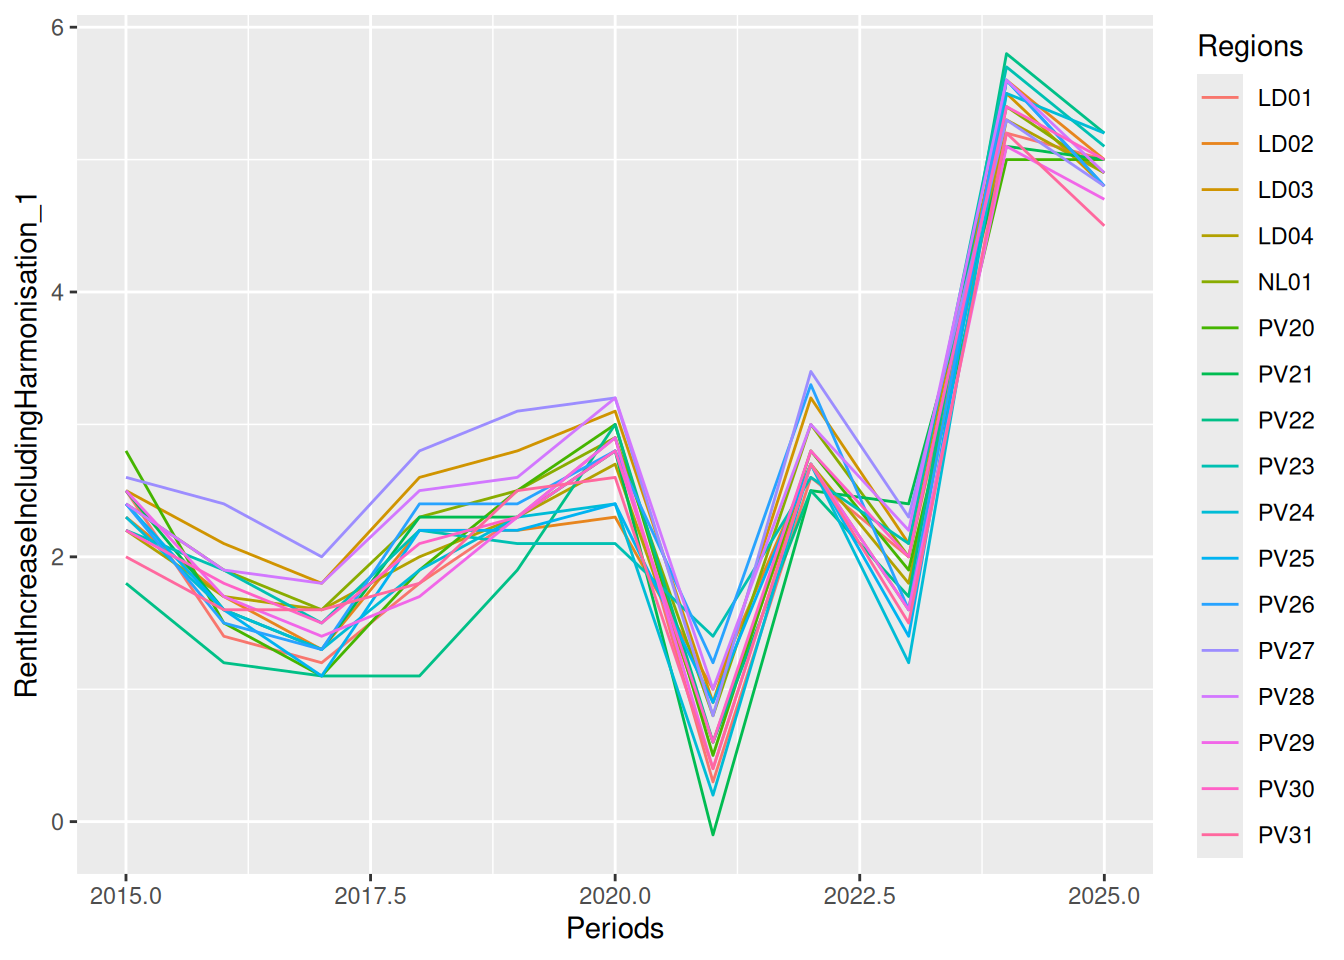 RentIncreaseIncludingHarmonisation_1
6
4
2
0
2015.0 2017.5 2020.0 2022.5 2025.0
Periods
Regions
LD01
LD02
LD03
LD04
NL01
PV20
PV21
PV22
PV23
PV24
PV25
PV26
PV27
PV28
PV29
PV30
PV31